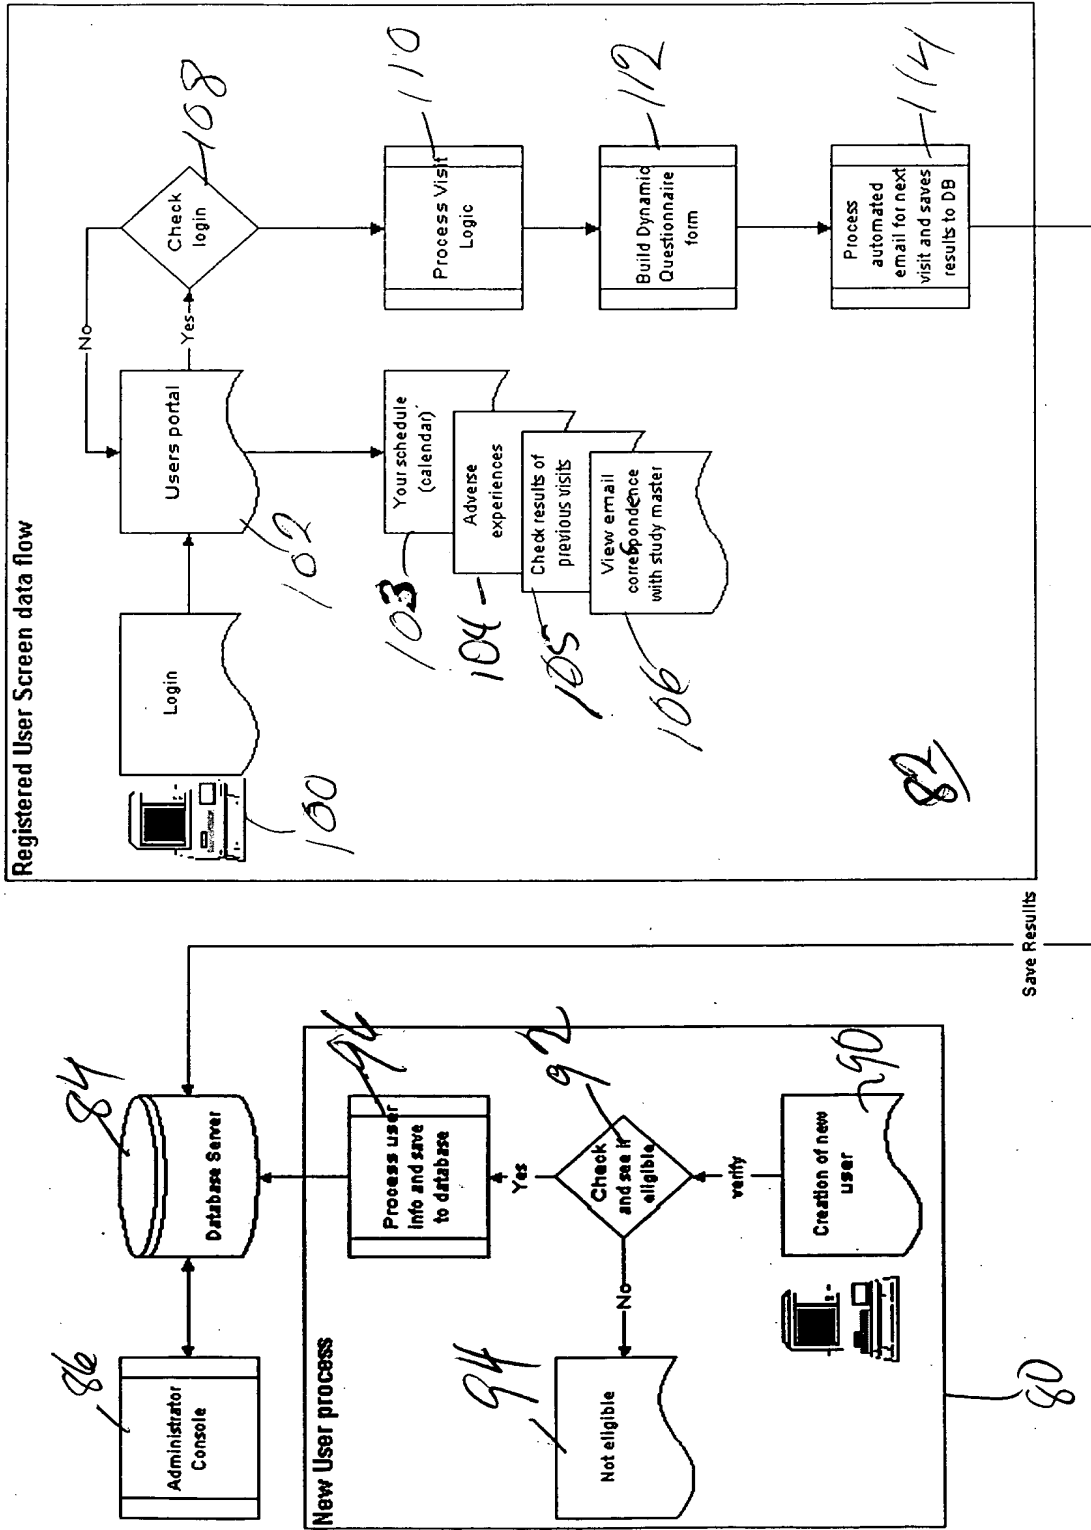 Registered User Screen data flow
Login
100
Users portal
102
Yes
No
Check
login
108
Your schedule
(calendar)
103
Adverse
experiences
104
Check results of
previous visits
105
View email
correspondence
with study master
106
Process Visit
Logic
110
Build Dynamic
Questionnaire
form
112
Process
automated
email for next
visit and saves
results to DB
114
82
Save Results
Administrator
Console
86
Database Server
84
New User process
Process user
info and save
to database
Yes
Check
and see if
eligible
92
No
Not eligible
94
verify
Creation of new
user
90
80